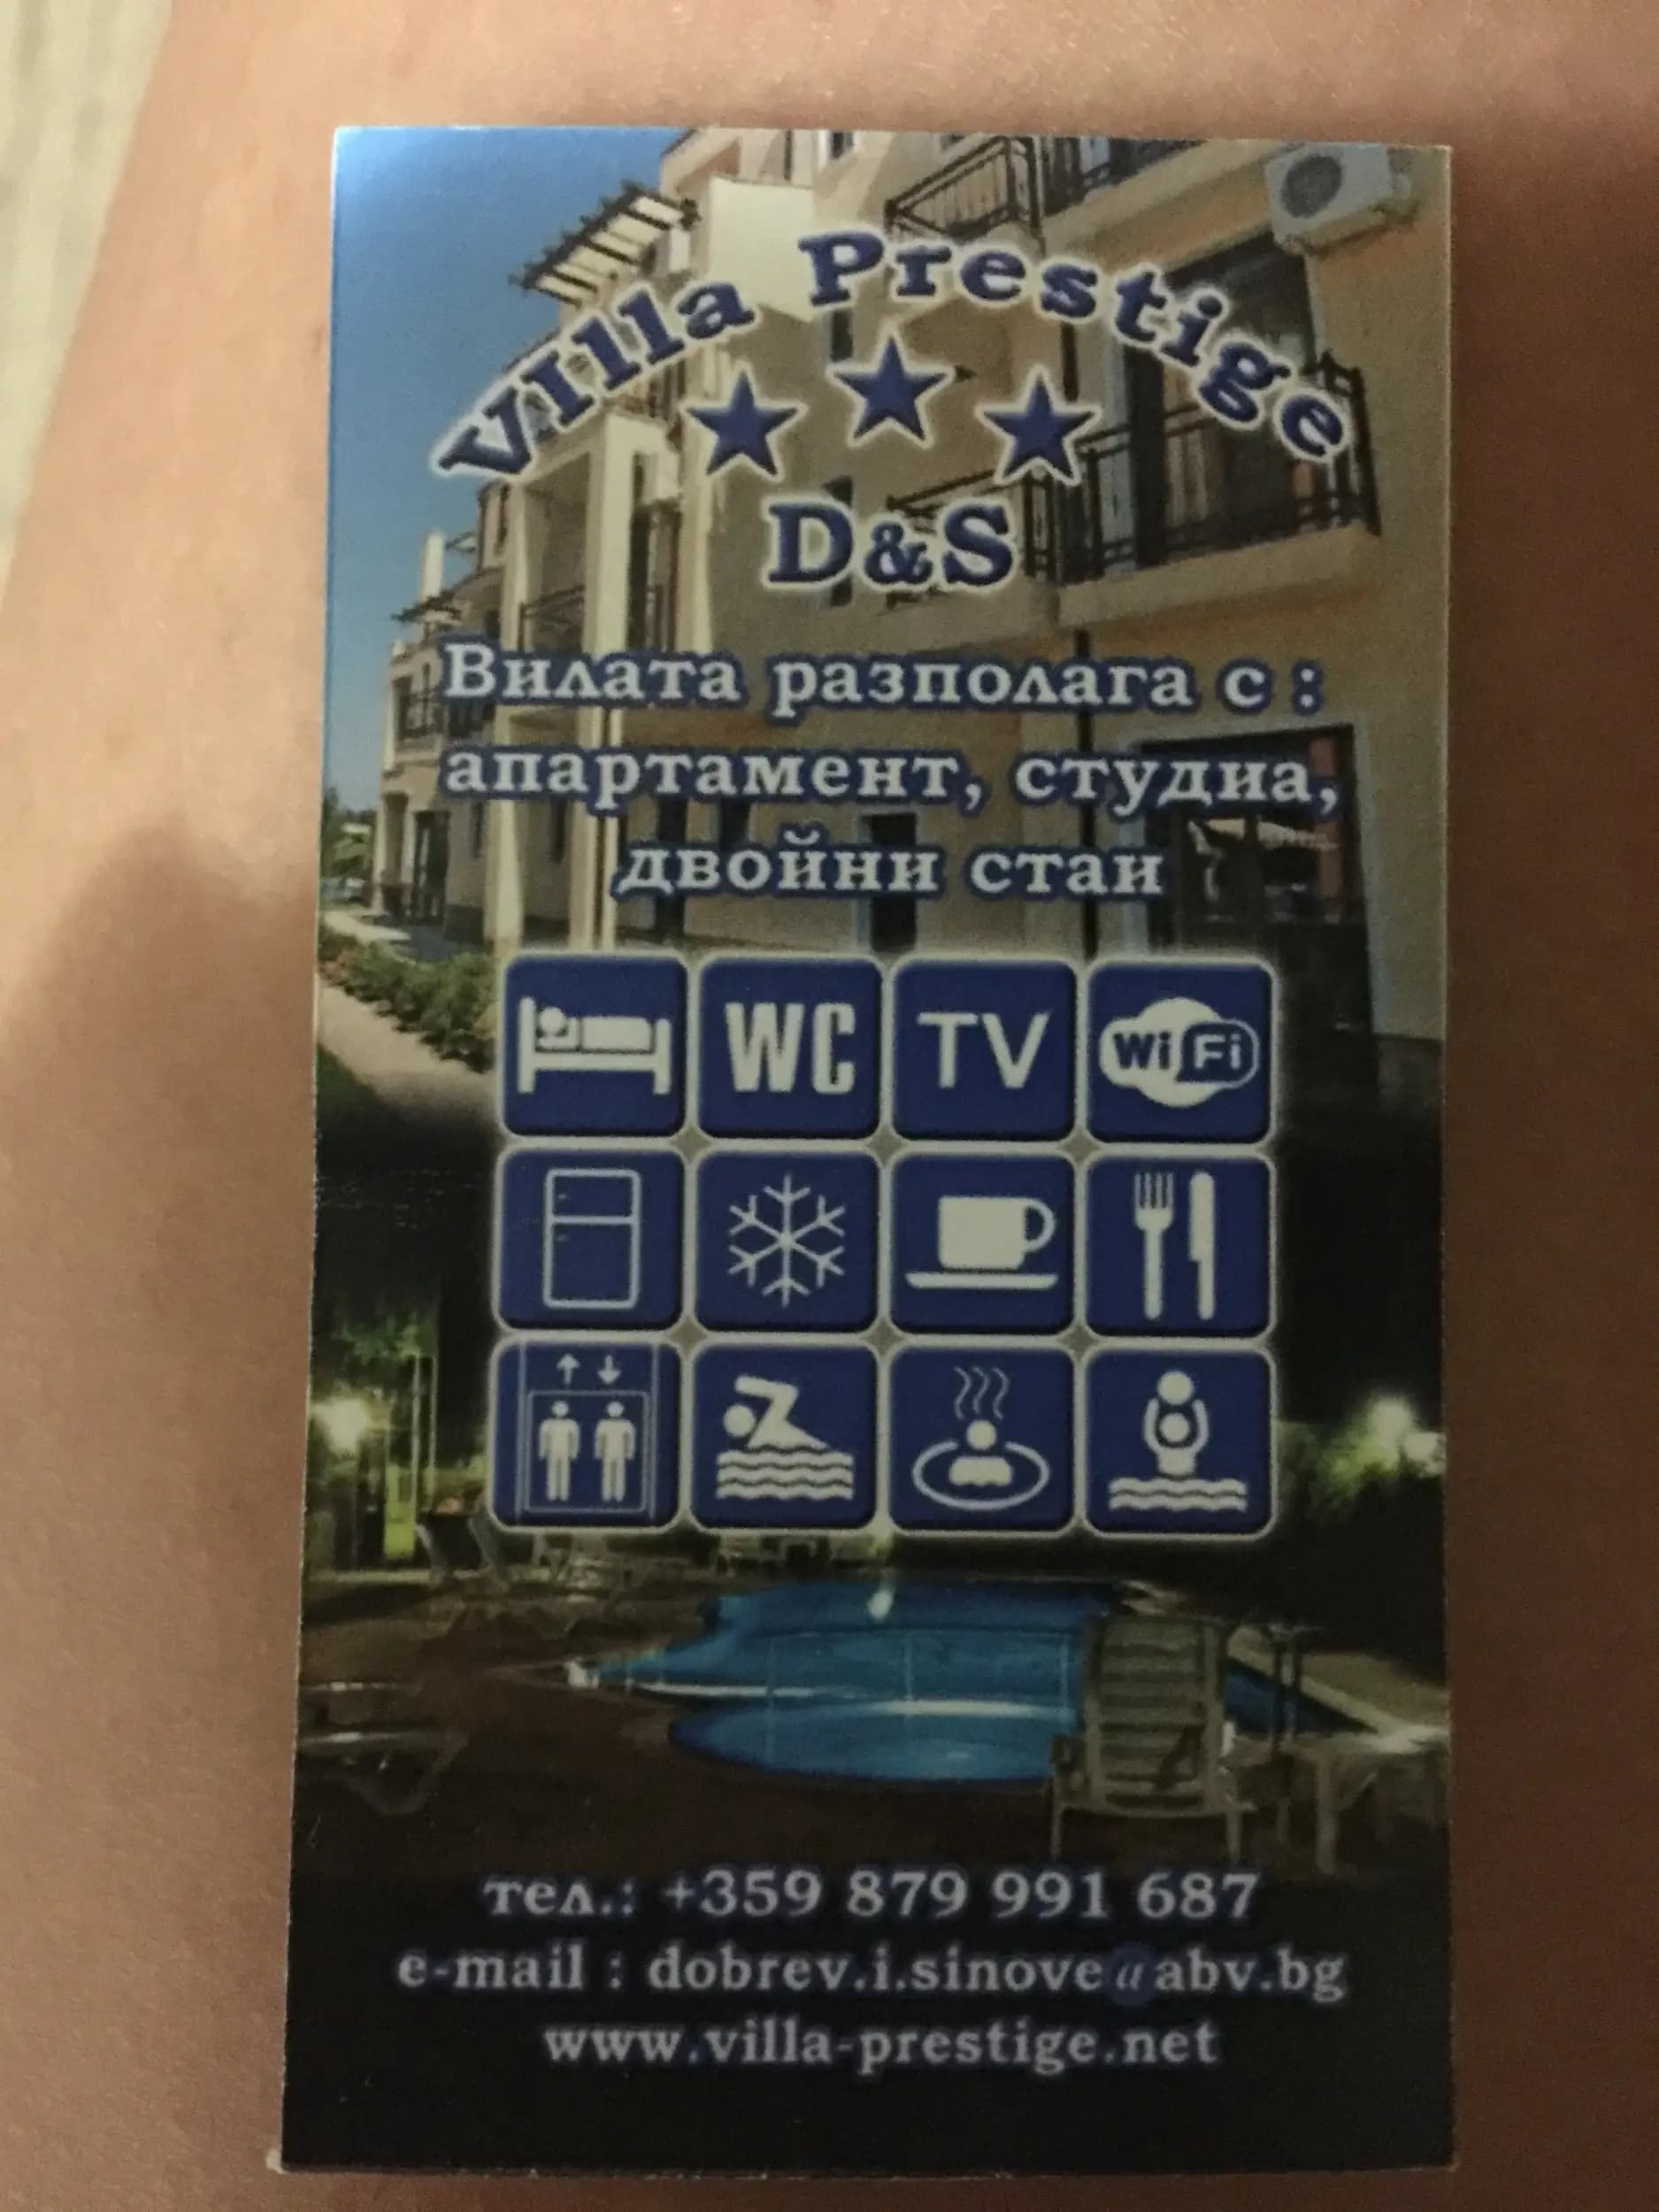 Villa Prestige
D&S
Вилата разполага с :
апартамент, студиа,
двойни стаи
WC TV WiFi
тел.: +359 879 991 687
e-mail : dobrev.i.sinove@abv.bg
www.villa-prestige.net